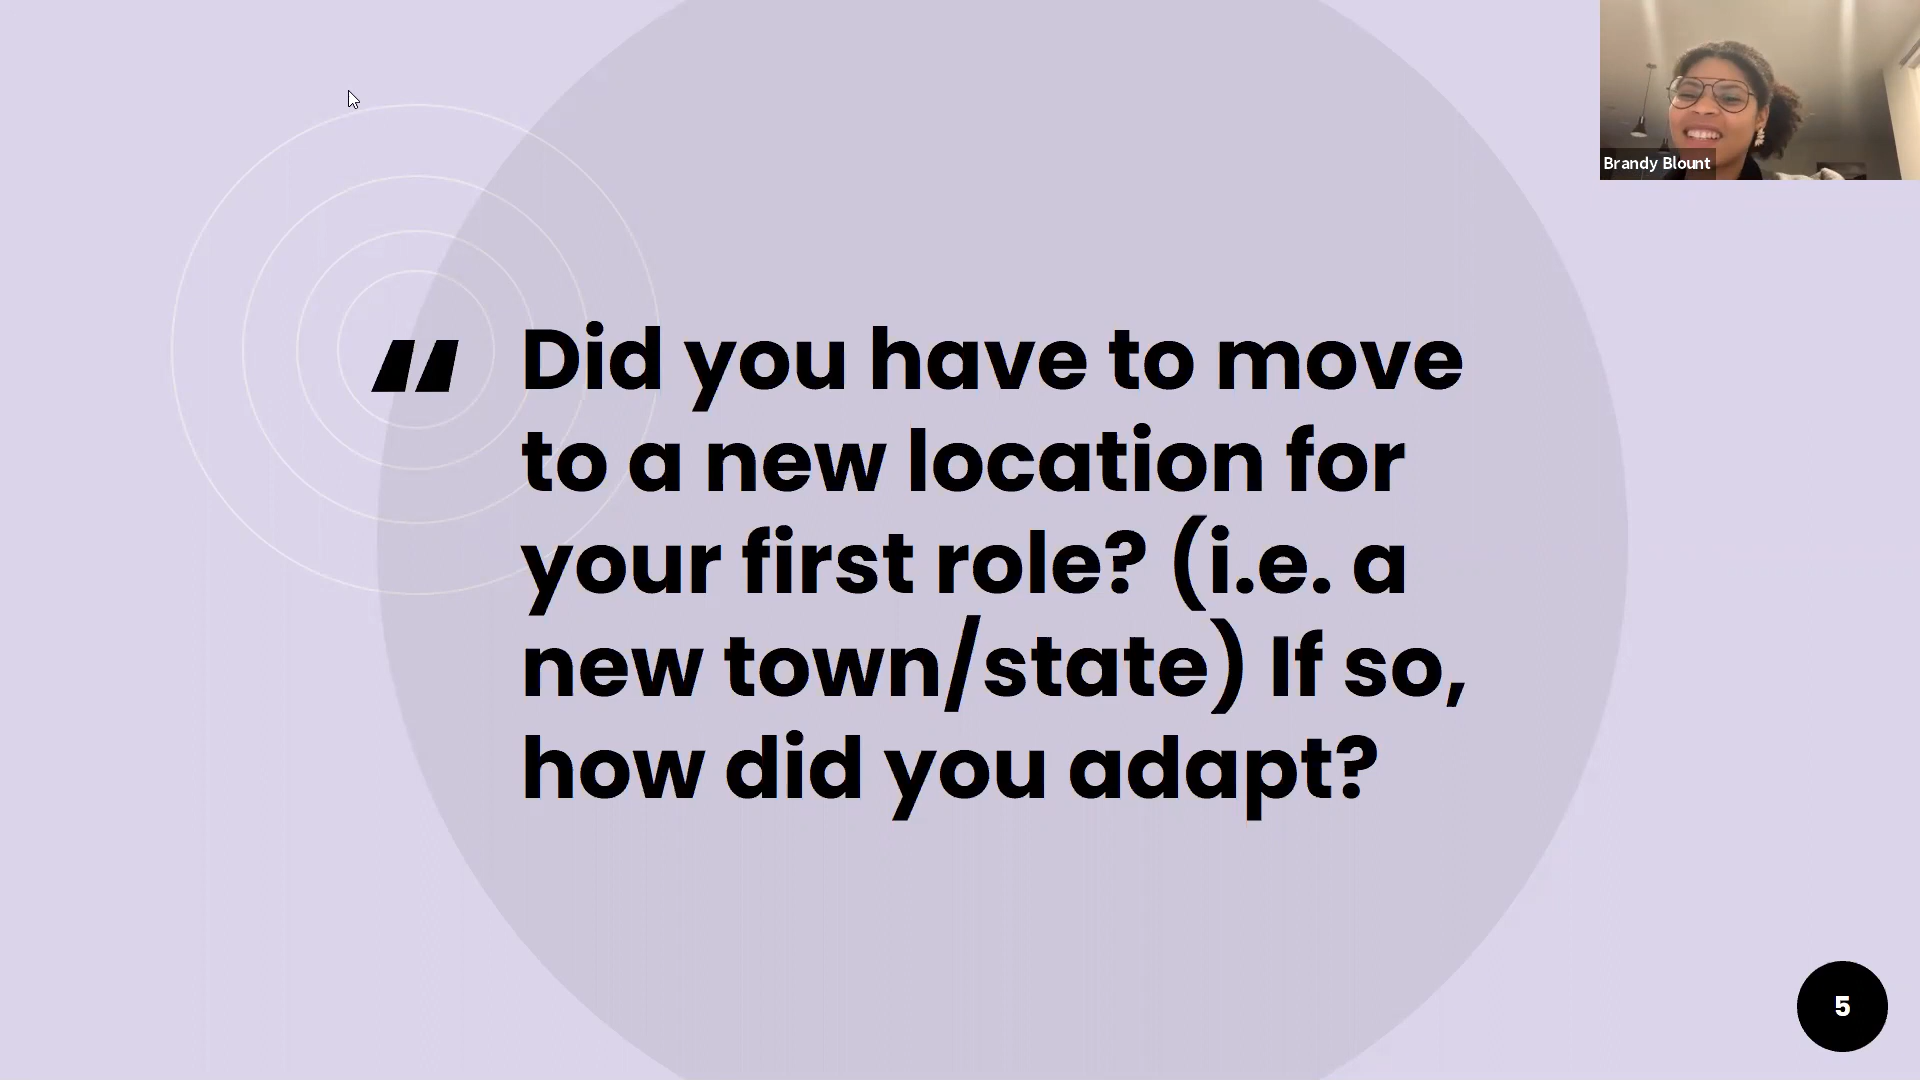 Brandy Blount
“ Did you have to move
to a new location for
your first role? (i.e. a
new town/state) If so,
how did you adapt?
5